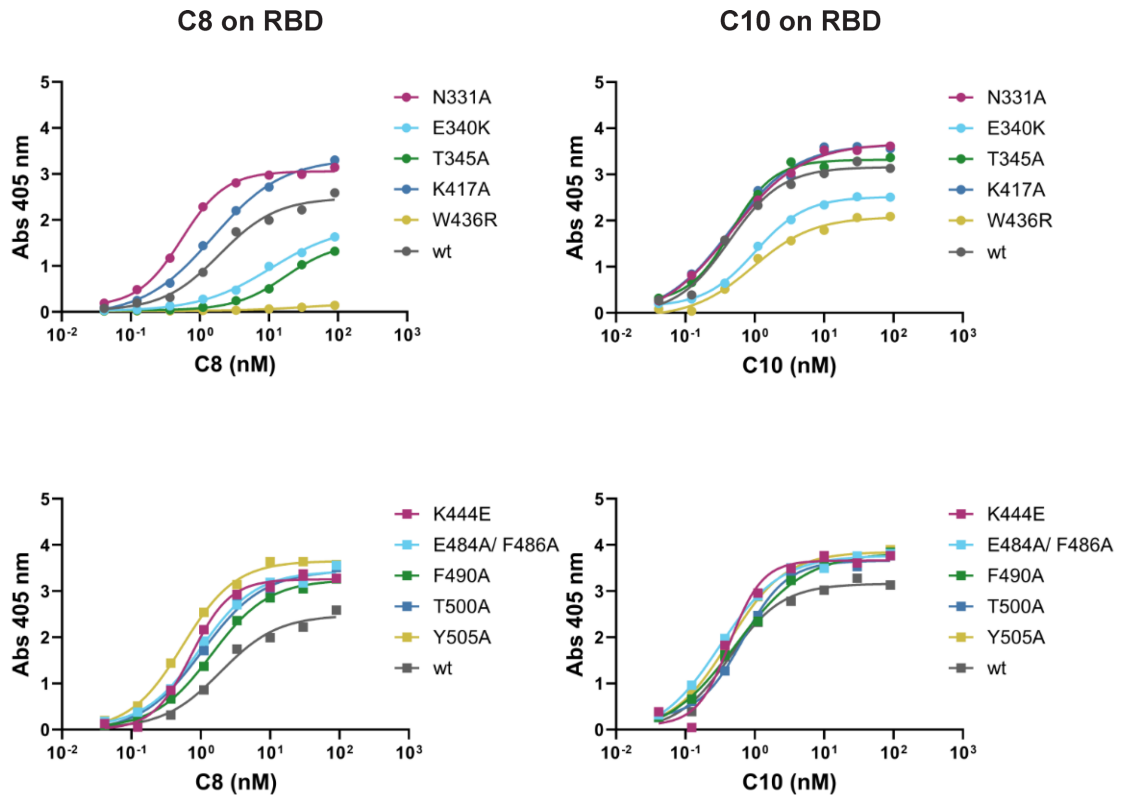 C8 on RBD
C10 on RBD
Abs 405 nm
5
4
3
2
1
0
10-2
10-1
100
101
102
103
C8 (nM)
N331A
E340K
T345A
K417A
W436R
wt
Abs 405 nm
5
4
3
2
1
0
10-2
10-1
100
101
102
103
C10 (nM)
N331A
E340K
T345A
K417A
W436R
wt
Abs 405 nm
5
4
3
2
1
0
10-2
10-1
100
101
102
103
C8 (nM)
K444E
E484A/ F486A
F490A
T500A
Y505A
wt
Abs 405 nm
5
4
3
2
1
0
10-2
10-1
100
101
102
103
C10 (nM)
K444E
E484A/ F486A
F490A
T500A
Y505A
wt